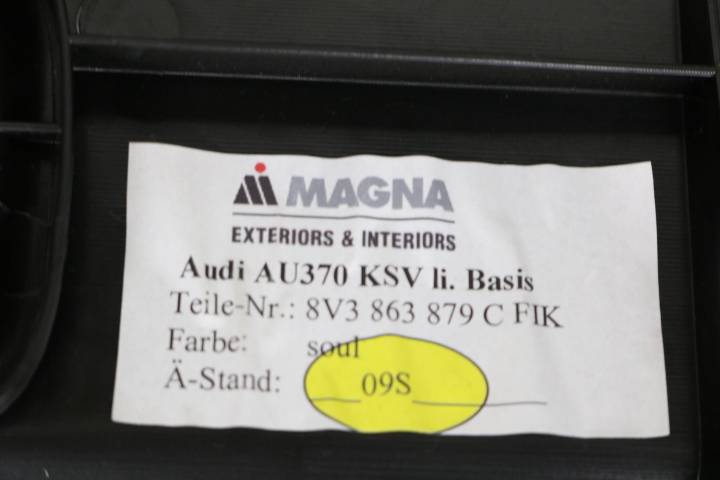 MAGNA
EXTERIORS & INTERIORS
Audi AU370 KSV li. Basis
Teile-Nr.: 8V3 863 879 C FIK
Farbe: soul
Ä-Stand: 09S